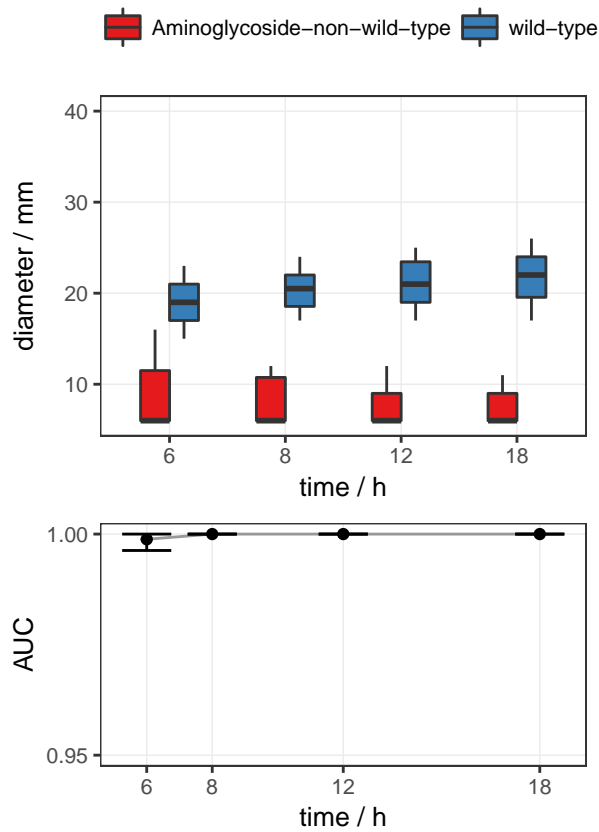 Aminoglycoside−non−wild−type wild−type
40
30
20
10
diameter / mm
6 8 12 18
time / h
1.00
0.95
AUC
6 8 12 18
time / h